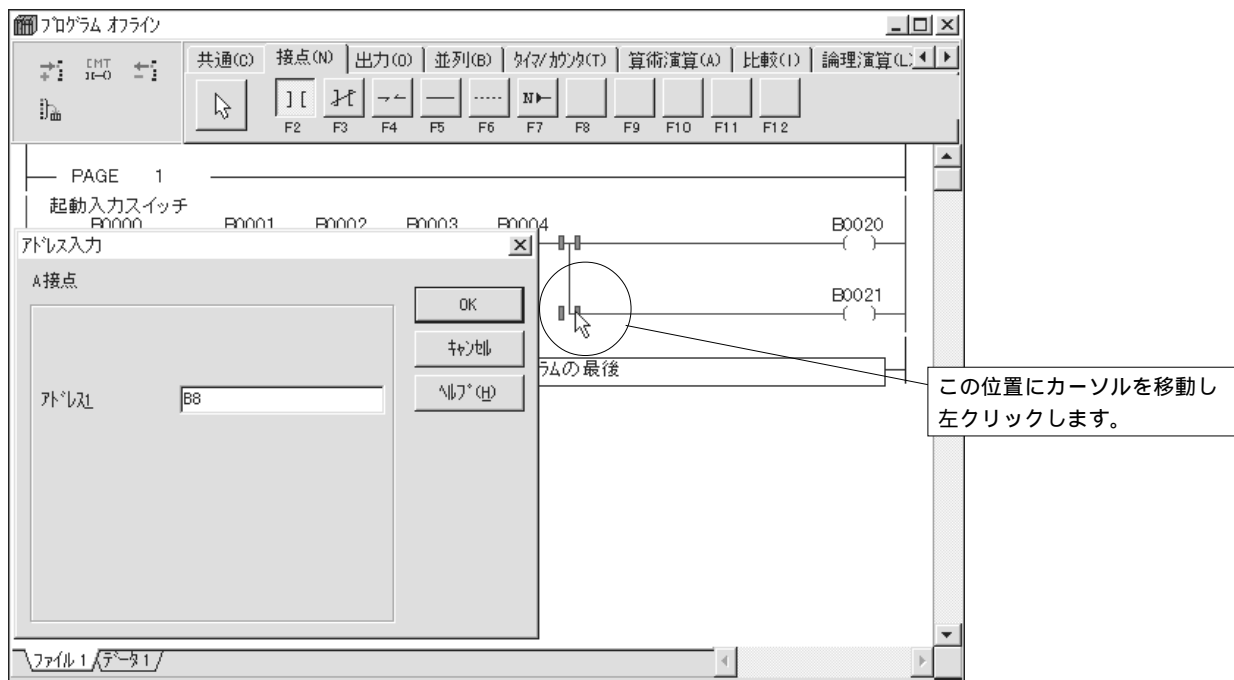 プログラム オフライン
CMT
共通(C) 接点(N) 出力(O) 並列(B) タイマ/カウンタ(T) 算術演算(A) 比較(I) 論理演算(L
N
F2 F3 F4 F5 F6 F7 F8 F9 F10 F11 F12
PAGE 1
起動入力スイッチ
B0000 B0001 B0002 B0003 B0004 B0020
アドレス入力
A接点
OK
B0021
キャンセル
ラムの最後
ヘルプ(H)
アドレス1 B8
この位置にカーソルを移動し
左クリックします。
ファイル 1 データ 1